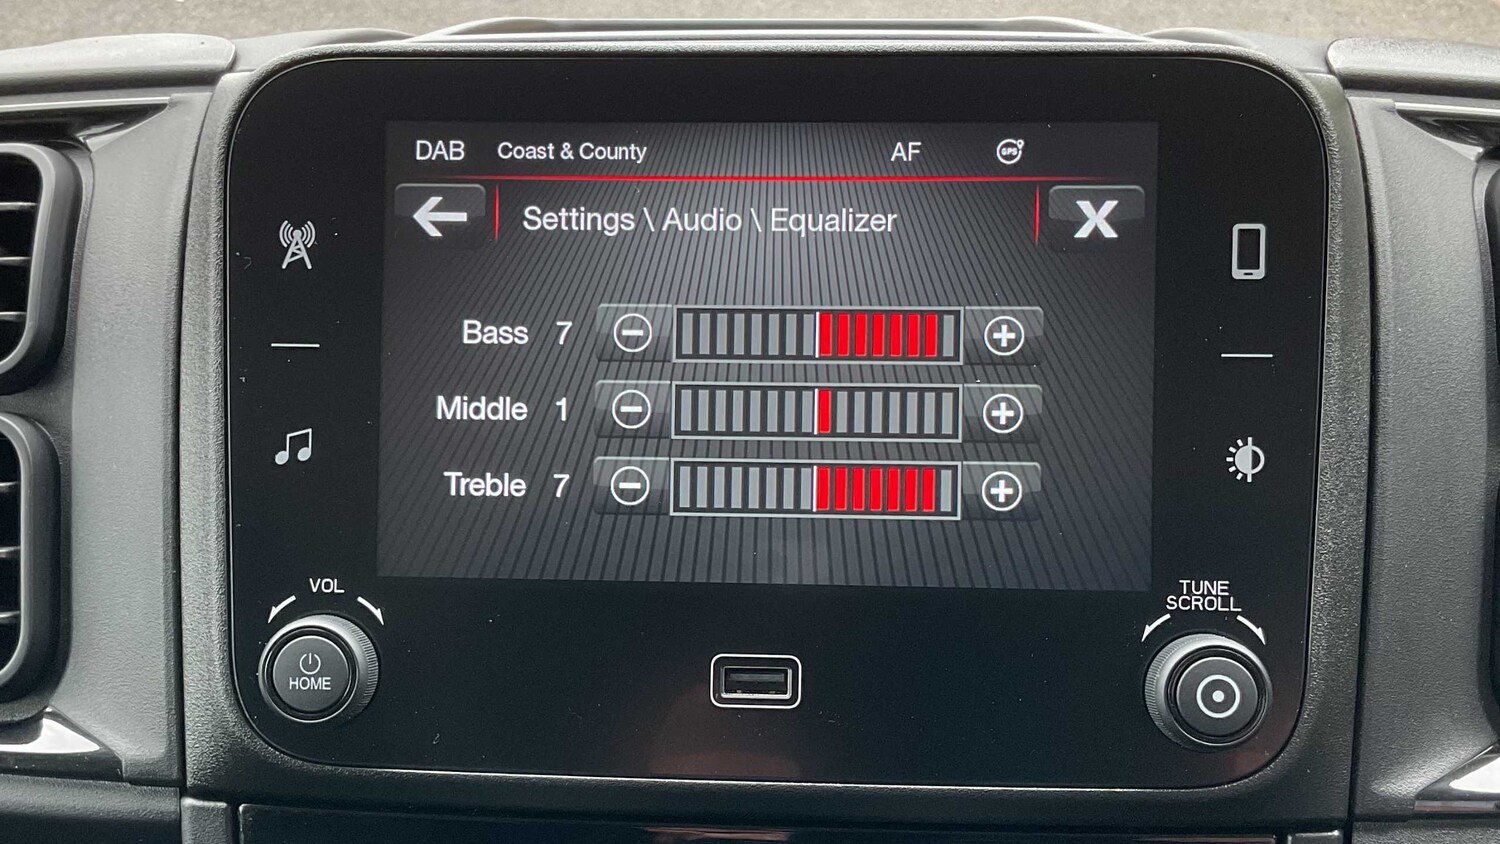 DAB Coast & County AF GPS
Settings \ Audio \ Equalizer
Bass 7
Middle 1
Treble 7
VOL
HOME
TUNE
SCROLL